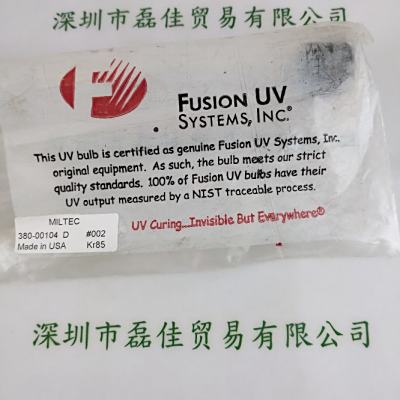 深圳市磊佳贸易有限公司
FUSION UV
SYSTEMS, INC.®
This UV bulb is certified as genuine Fusion UV Systems, Inc.
original equipment. As such, the bulb meets our strict
quality standards. 100% of Fusion UV bulbs have their
UV output measured by a NIST traceable process.
MILTEC
380-00104 D #002
Made in USA Kr85
UV Curing...Invisible But Everywhere®
深圳市磊佳贸易有限公司